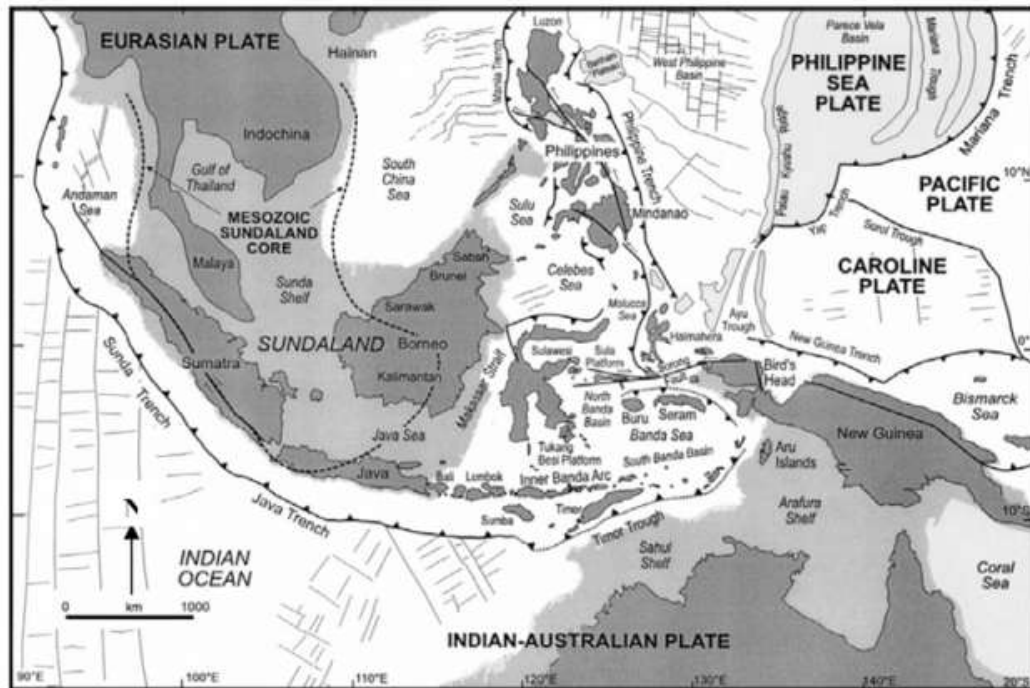 EURASIAN PLATE
Hainan
Luzon
Manila Trench
Benham
Plateau
West Philippine
Basin
Parece Vela
Basin
Mariana
Trough
PHILIPPINE
SEA
PLATE
Mariana Trench
Indochina
Philippine Trench
Philippines
Palau Kyushu
10°N
Gulf of
Thailand
South
China
Sea
Andaman
Sea
Sulu
Sea
Mindanao
Yap Trench
PACIFIC
PLATE
Sorol Trough
MESOZOIC
SUNDALAND
CORE
Malaya
Sunda
Shelf
Sabah
Brunei
Sarawak
Celebes
Sea
Molucca
Sea
Ayu
Trough
CAROLINE
PLATE
Halmahera
New Guinea Trench
0°
SUNDALAND
Borneo
Sumatra
Kalimantan
Makassar Strait
Sulawesi
Sula
Platform
Sorong
Fault
Bird's
Head
Bismarck
Sea
Sunda
Trench
North
Banda
Basin
Buru
Seram
Java Sea
Banda Sea
New Guinea
Tukang
Besi Platform
South Banda Basin
Aru
Islands
Java
Bali
Lombok
Inner Banda Arc
Arafura
Shelf
10°S
N
Java Trench
Sumba
Timor
Timor Trough
Sahul
Shelf
INDIAN
OCEAN
Coral
Sea
0
km
1000
INDIAN-AUSTRALIAN PLATE
90°E
100°E
110°E
120°E
130°E
140°E
20°S